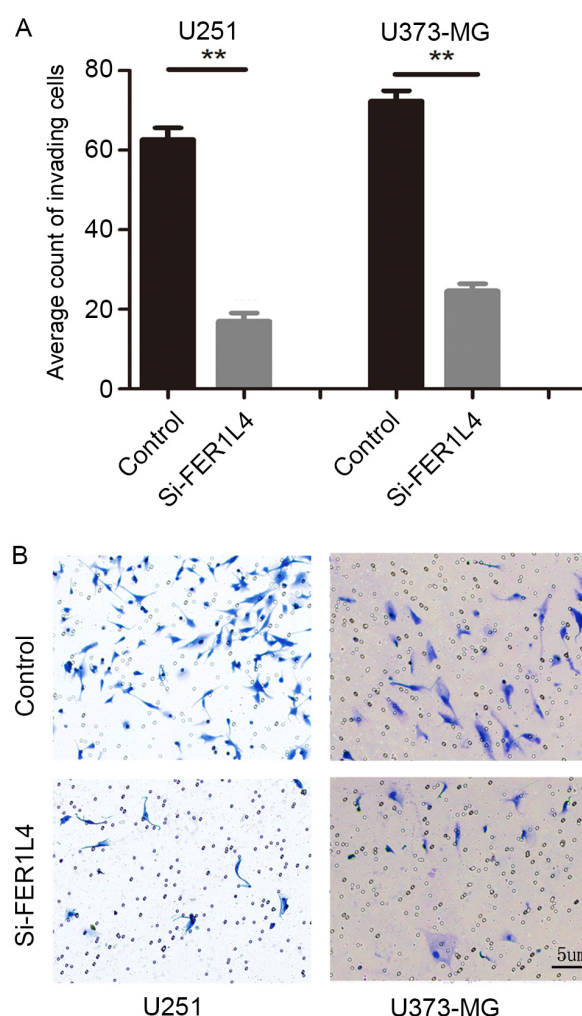 A
U251
U373-MG
**
**
Average count of invading cells
80
60
40
20
0
Control
Si-FER1L4
Control
Si-FER1L4
B
Control
Si-FER1L4
5um
U251
U373-MG